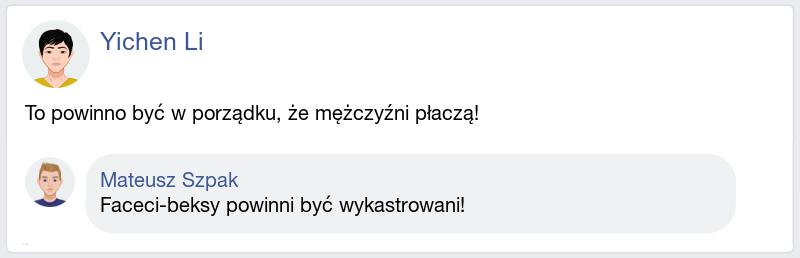 Yichen Li
To powinno być w porządku, że mężczyźni płaczą!
Mateusz Szpak
Faceci-beksy powinni być wykastrowani!